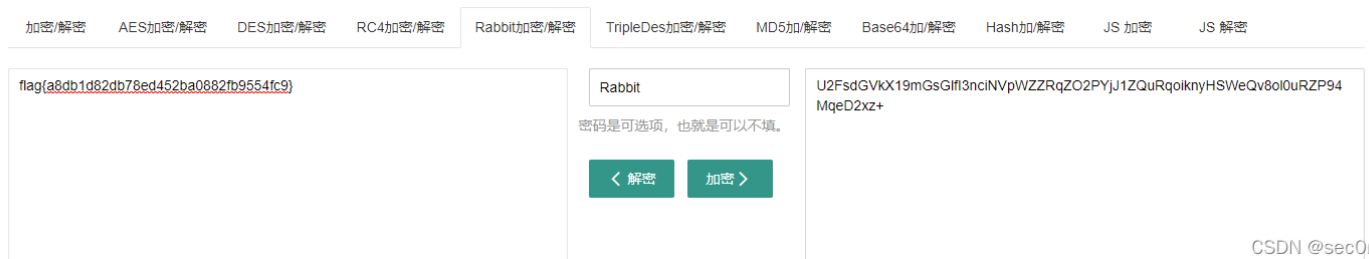 加密/解密 AES加密/解密 DES加密/解密 RC4加密/解密 Rabbit加密/解密 TripleDes加密/解密 MD5加/解密 Base64加/解密 Hash加/解密 JS 加密 JS 解密
flag{a8db1d82db78ed452ba0882fb9554fc9}
Rabbit
密码是可选项，也就是可以不填。
解密 加密
U2FsdGVkX19mGsGlfI3nciNVpWZZRqZO2PYjJ1ZQuRqoiknyHSWeQv8ol0uRZP94
MqeD2xz+
CSDN @sec0